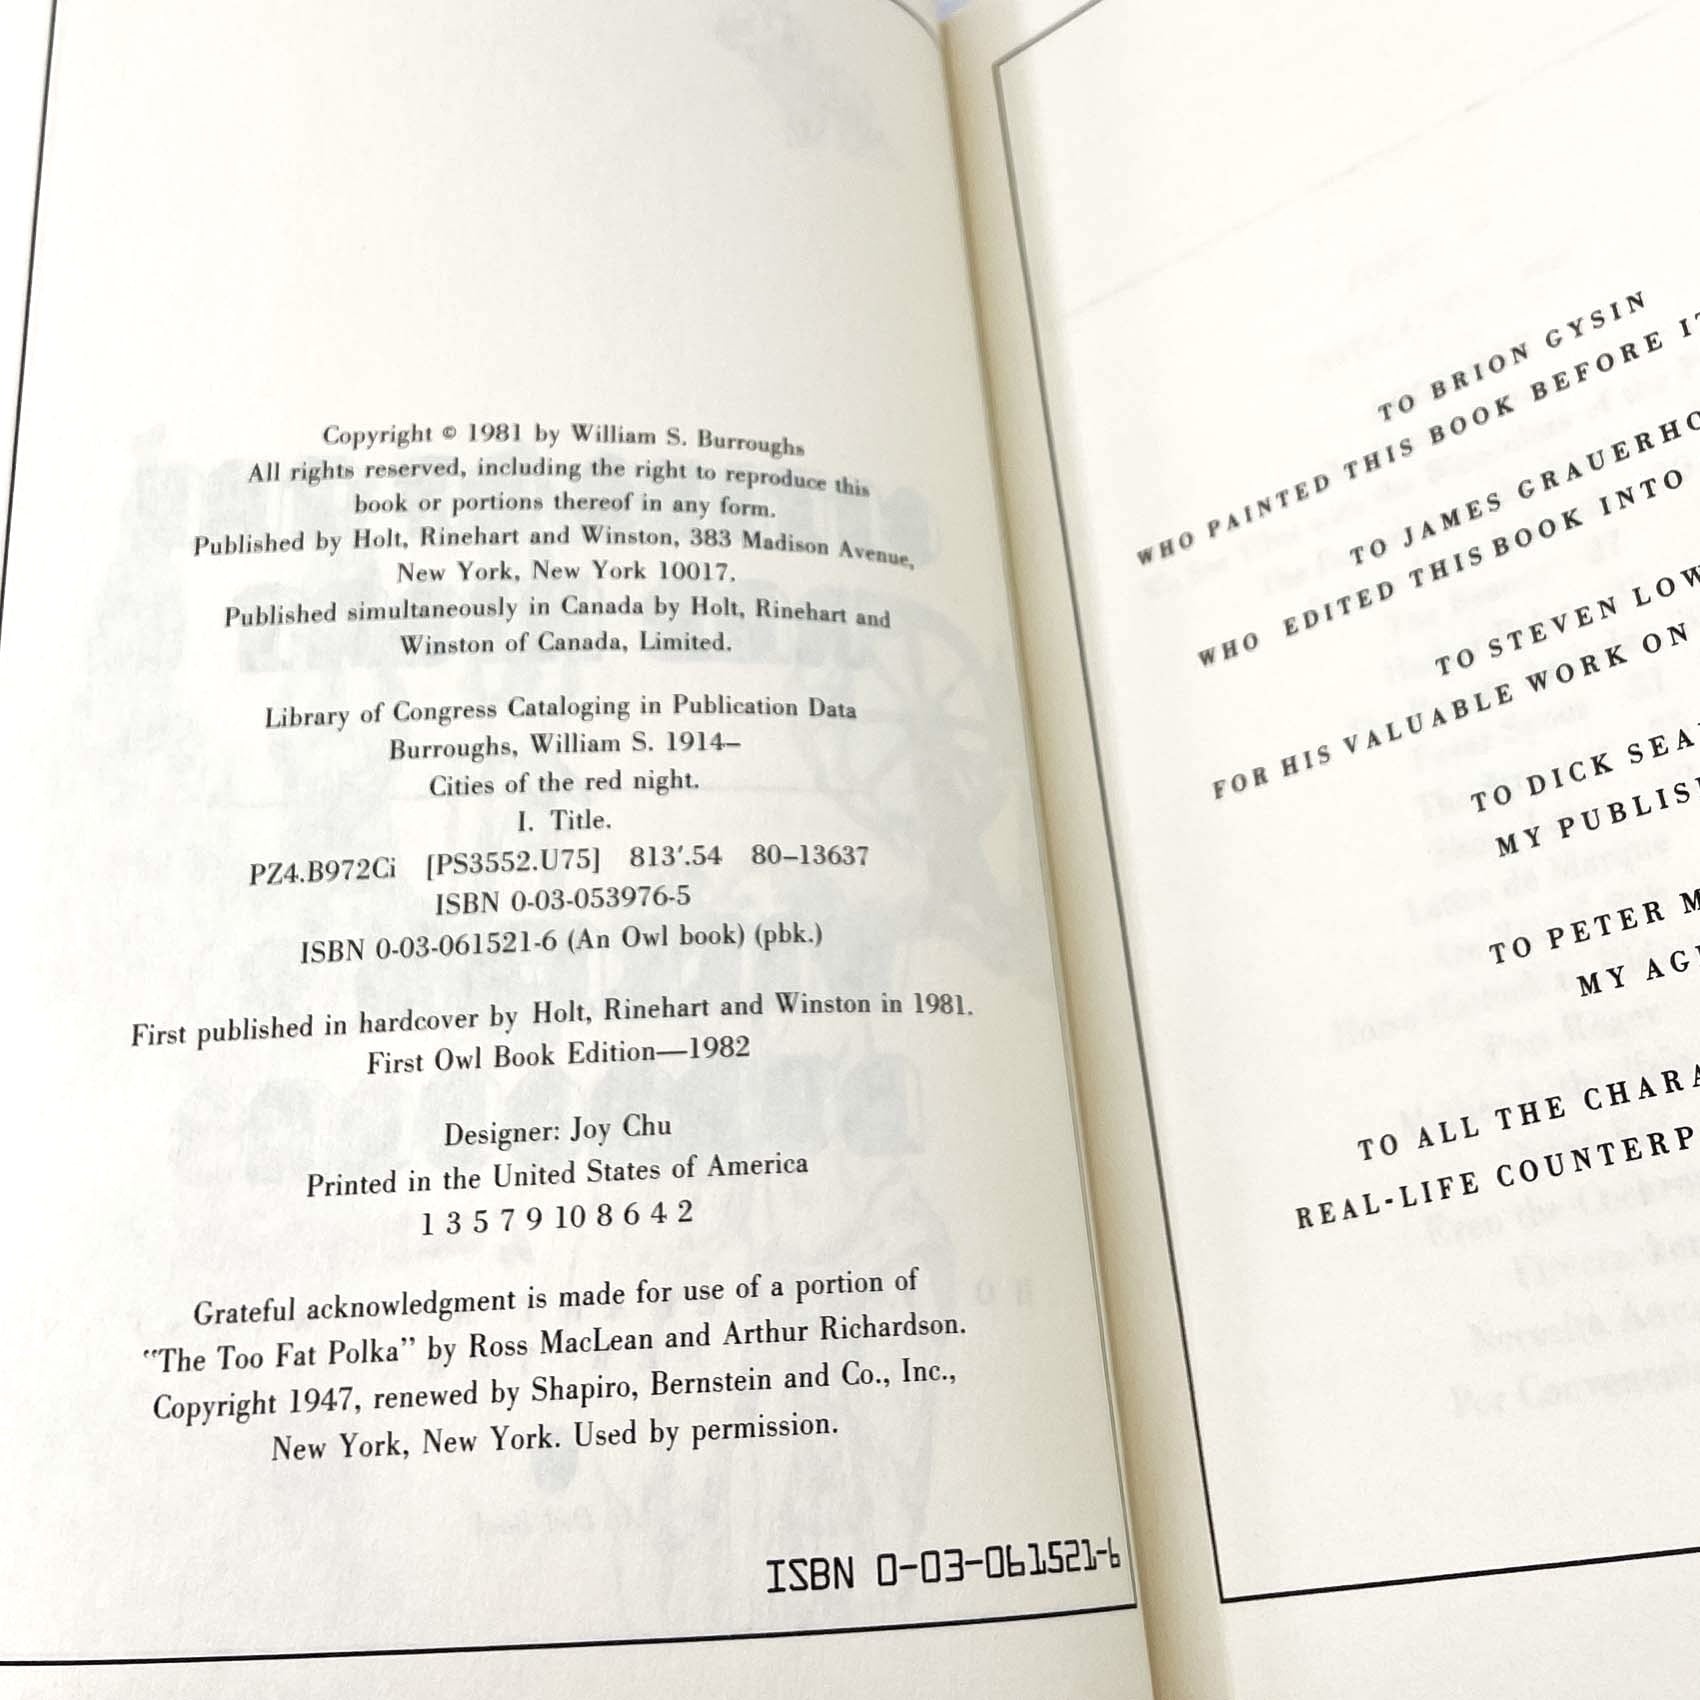 Copyright © 1981 by William S. Burroughs
All rights reserved, including the right to reproduce this
book or portions thereof in any form.
Published by Holt, Rinehart and Winston, 383 Madison Avenue,
New York, New York 10017.
Published simultaneously in Canada by Holt, Rinehart and
Winston of Canada, Limited.
Library of Congress Cataloging in Publication Data
Burroughs, William S. 1914–
Cities of the red night.
I. Title.
PZ4.B972Ci [PS3552.U75] 813′.54 80–13637
ISBN 0-03-053976-5
ISBN 0-03-061521-6 (An Owl book) (pbk.)
First published in hardcover by Holt, Rinehart and Winston in 1981.
First Owl Book Edition—1982
Designer: Joy Chu
Printed in the United States of America
1 3 5 7 9 10 8 6 4 2
Grateful acknowledgment is made for use of a portion of
“The Too Fat Polka” by Ross MacLean and Arthur Richardson.
Copyright 1947, renewed by Shapiro, Bernstein and Co., Inc.,
New York, New York. Used by permission.
ISBN 0-03-061521-6
TO BRION GYSIN
WHO PAINTED THIS BOOK BEFORE
TO JAMES
WHO EDITED THIS BOOK INTO
TO STEVEN
FOR HIS VALUABLE WORK ON
TO DICK
MY
TO PETER
MY
TO ALL THE
REAL-LIFE